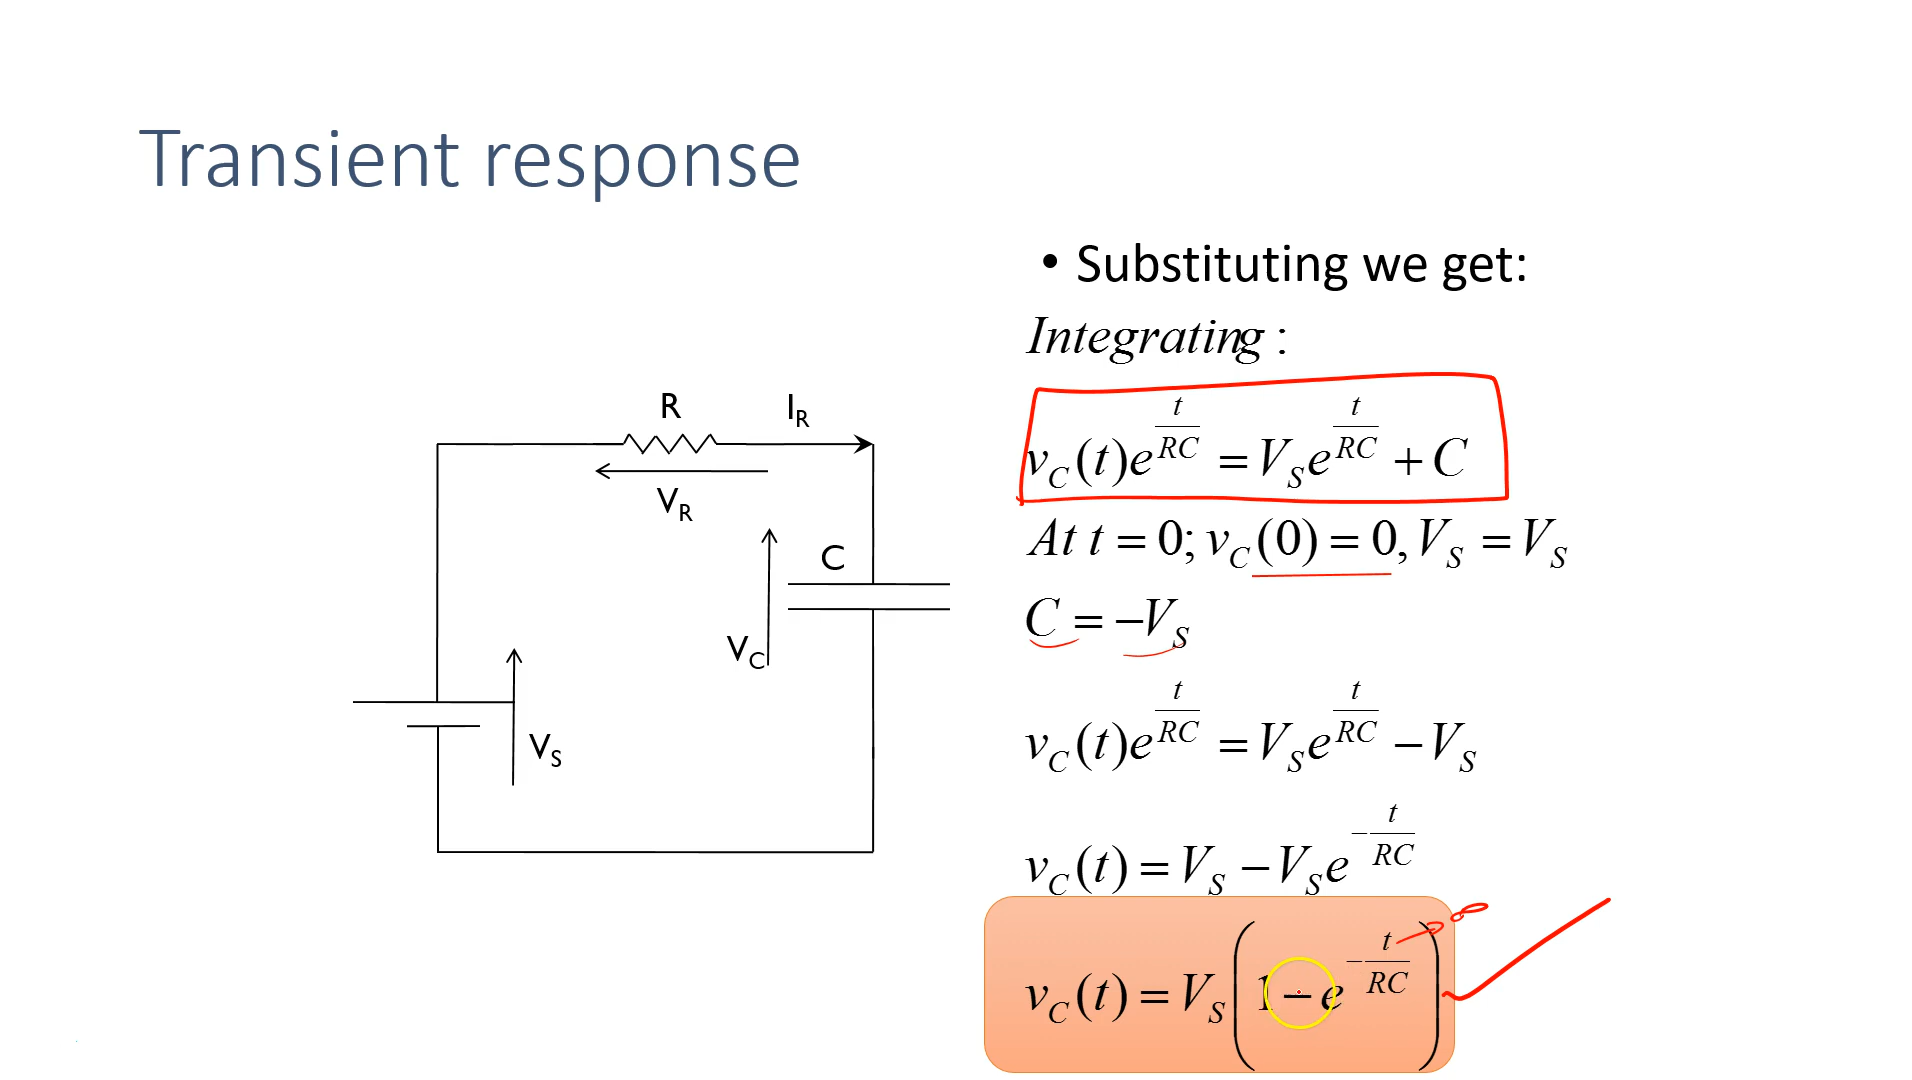 Transient response
• Substituting we get:
Integrating :
v_C(t)e^{t/RC} = V_S e^{t/RC} + C
At t = 0; v_C(0) = 0, V_S = V_S
C = −V_S
v_C(t)e^{t/RC} = V_S e^{t/RC} − V_S
v_C(t) = V_S − V_S e^{−t/RC}
v_C(t) = V_S (1 − e^{−t/RC})
R
I_R
V_R
C
V_C
V_S